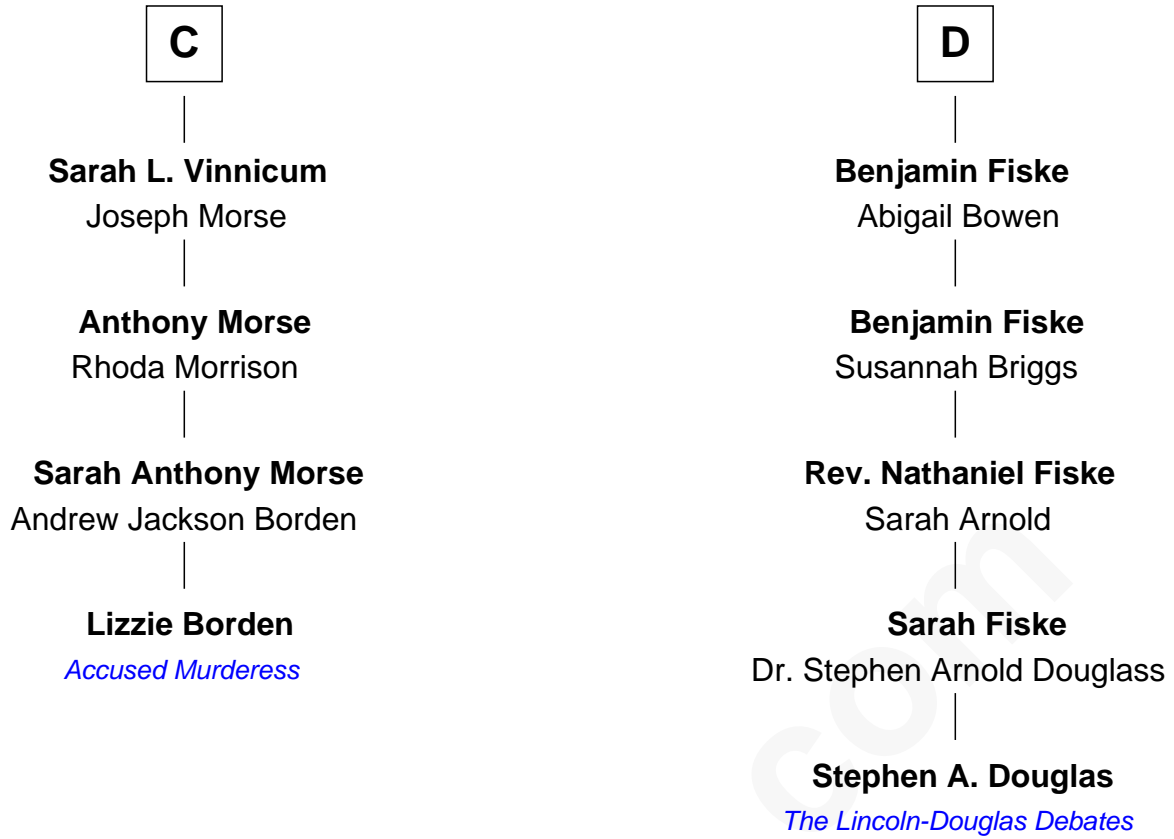 C
Sarah L. Vinnicum
Joseph Morse
Anthony Morse
Rhoda Morrison
Sarah Anthony Morse
Andrew Jackson Borden
Lizzie Borden
Accused Murderess
D
Benjamin Fiske
Abigail Bowen
Benjamin Fiske
Susannah Briggs
Rev. Nathaniel Fiske
Sarah Arnold
Sarah Fiske
Dr. Stephen Arnold Douglass
Stephen A. Douglas
The Lincoln-Douglas Debates
com